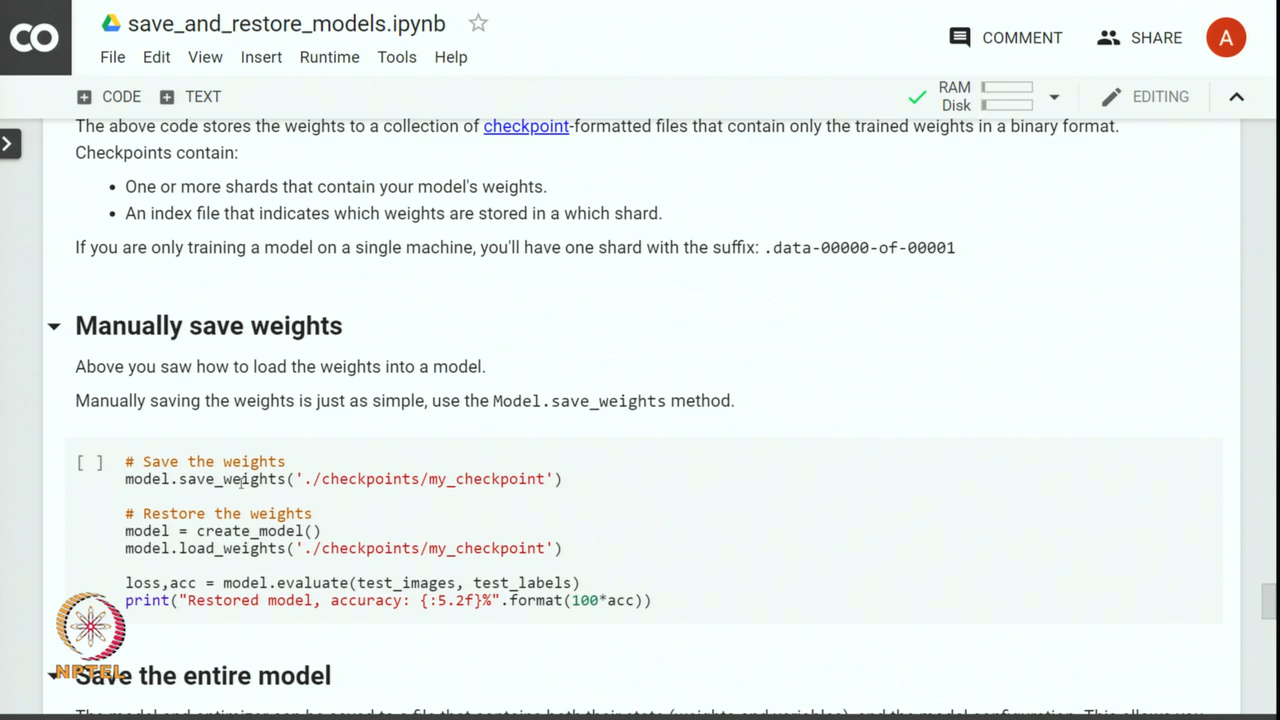 CO
save_and_restore_models.ipynb
File Edit View Insert Runtime Tools Help
COMMENT SHARE A
CODE TEXT
RAM
Disk
EDITING
The above code stores the weights to a collection of checkpoint-formatted files that contain only the trained weights in a binary format.
Checkpoints contain:
• One or more shards that contain your model's weights.
• An index file that indicates which weights are stored in a which shard.
If you are only training a model on a single machine, you'll have one shard with the suffix: .data-00000-of-00001
Manually save weights
Above you saw how to load the weights into a model.
Manually saving the weights is just as simple, use the Model.save_weights method.
[ ] # Save the weights
model.save_weights('./checkpoints/my_checkpoint')
# Restore the weights
model = create_model()
model.load_weights('./checkpoints/my_checkpoint')
loss,acc = model.evaluate(test_images, test_labels)
print("Restored model, accuracy: {:5.2f}%".format(100*acc))
NPTEL
Save the entire model